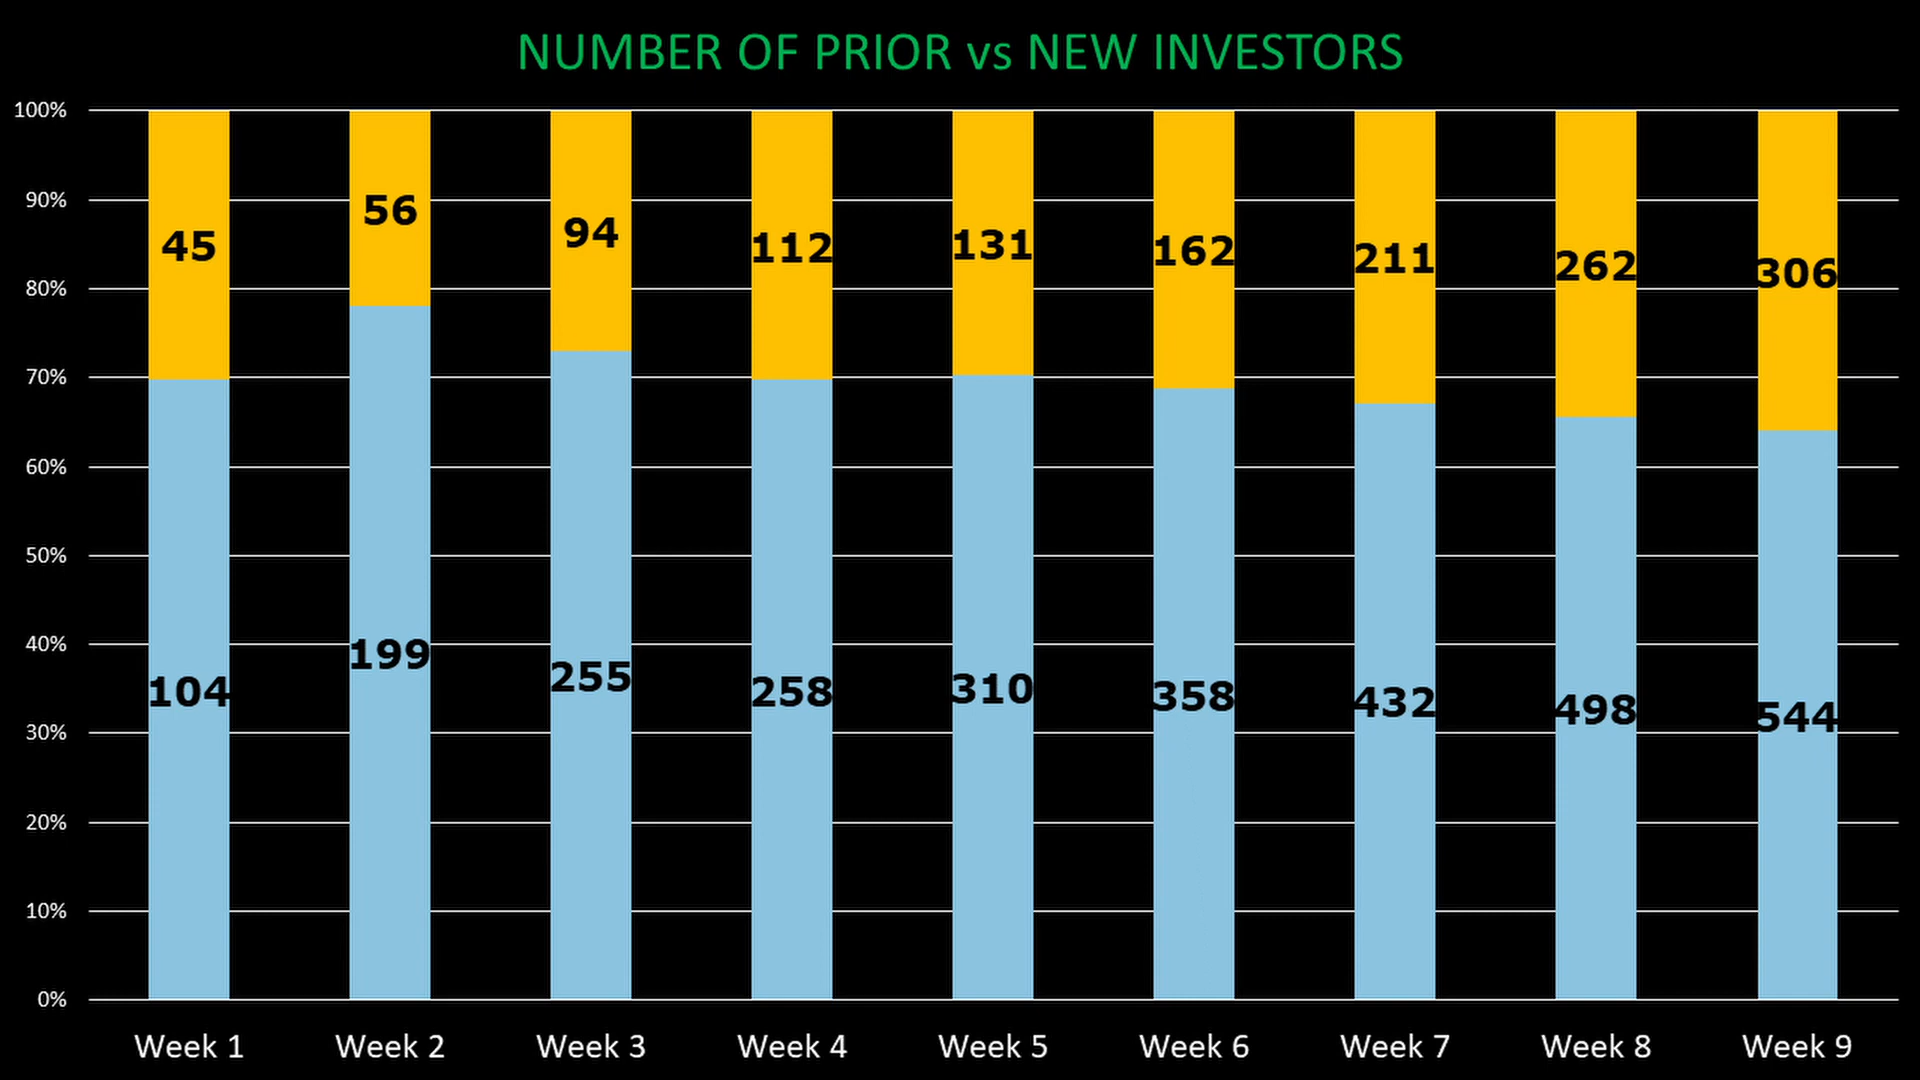 NUMBER OF PRIOR vs NEW INVESTORS
100%
90%
80%
70%
60%
50%
40%
30%
20%
10%
0%
45 56 94 112 131 162 211 262 306
104 199 255 258 310 358 432 498 544
Week 1 Week 2 Week 3 Week 4 Week 5 Week 6 Week 7 Week 8 Week 9